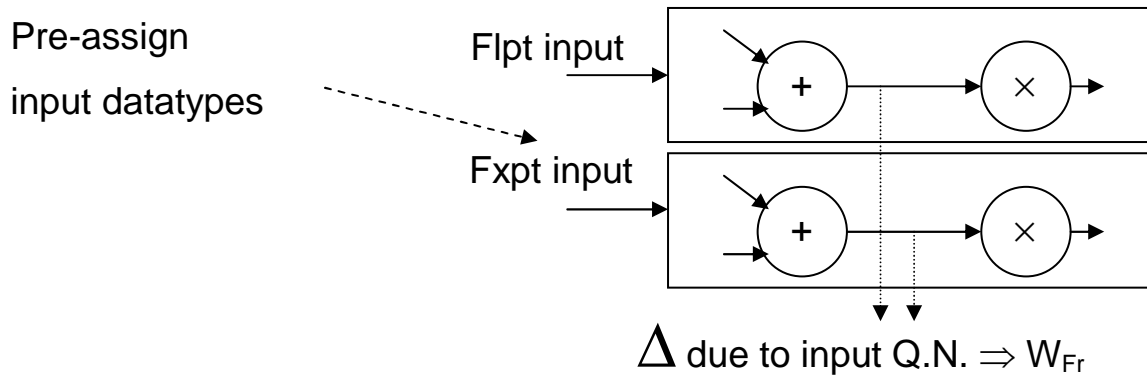 Pre-assign
input datatypes
Flpt input
+ ×
Fxpt input
+ ×
Δ due to input Q.N. ⇒ W_Fr